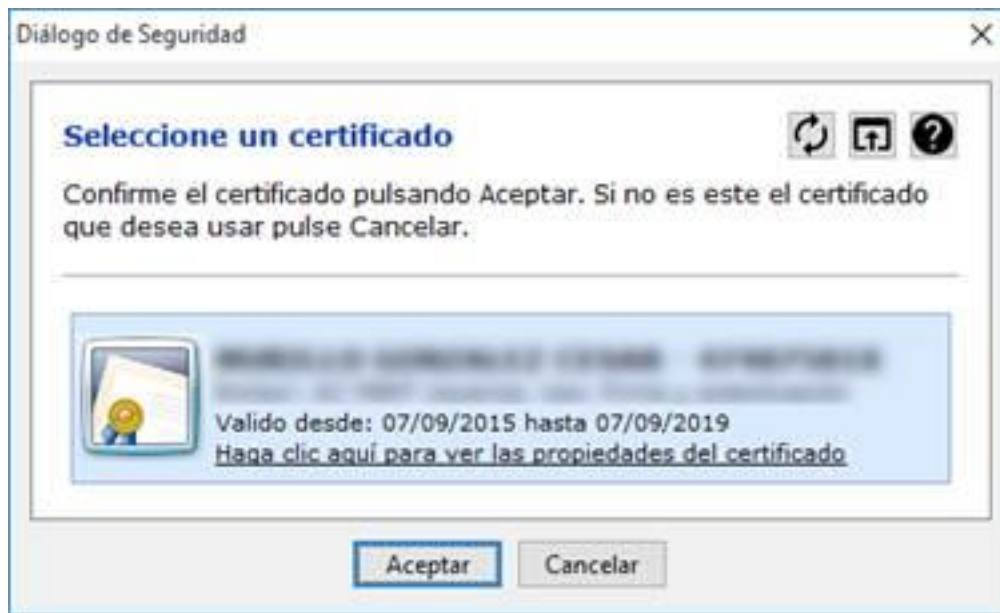 Diálogo de Seguridad
Seleccione un certificado
Confirme el certificado pulsando Aceptar. Si no es este el certificado
que desea usar pulse Cancelar.
Valido desde: 07/09/2015 hasta 07/09/2019
Haga clic aquí para ver las propiedades del certificado
Aceptar
Cancelar